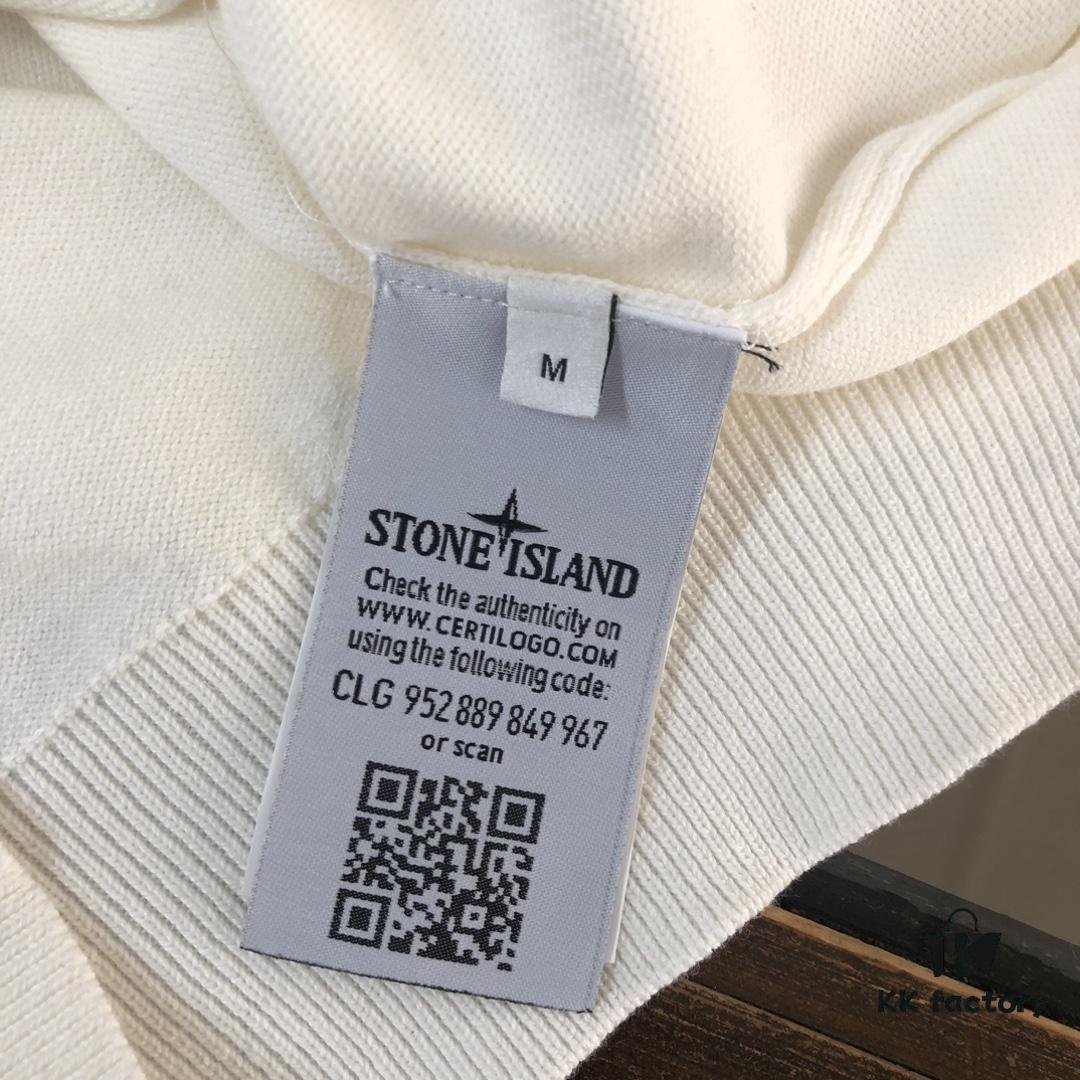 M
STONE ISLAND
Check the authenticity on
WWW.CERTILOGO.COM
using the following code:
CLG 952 889 849 967
or scan
KK factory